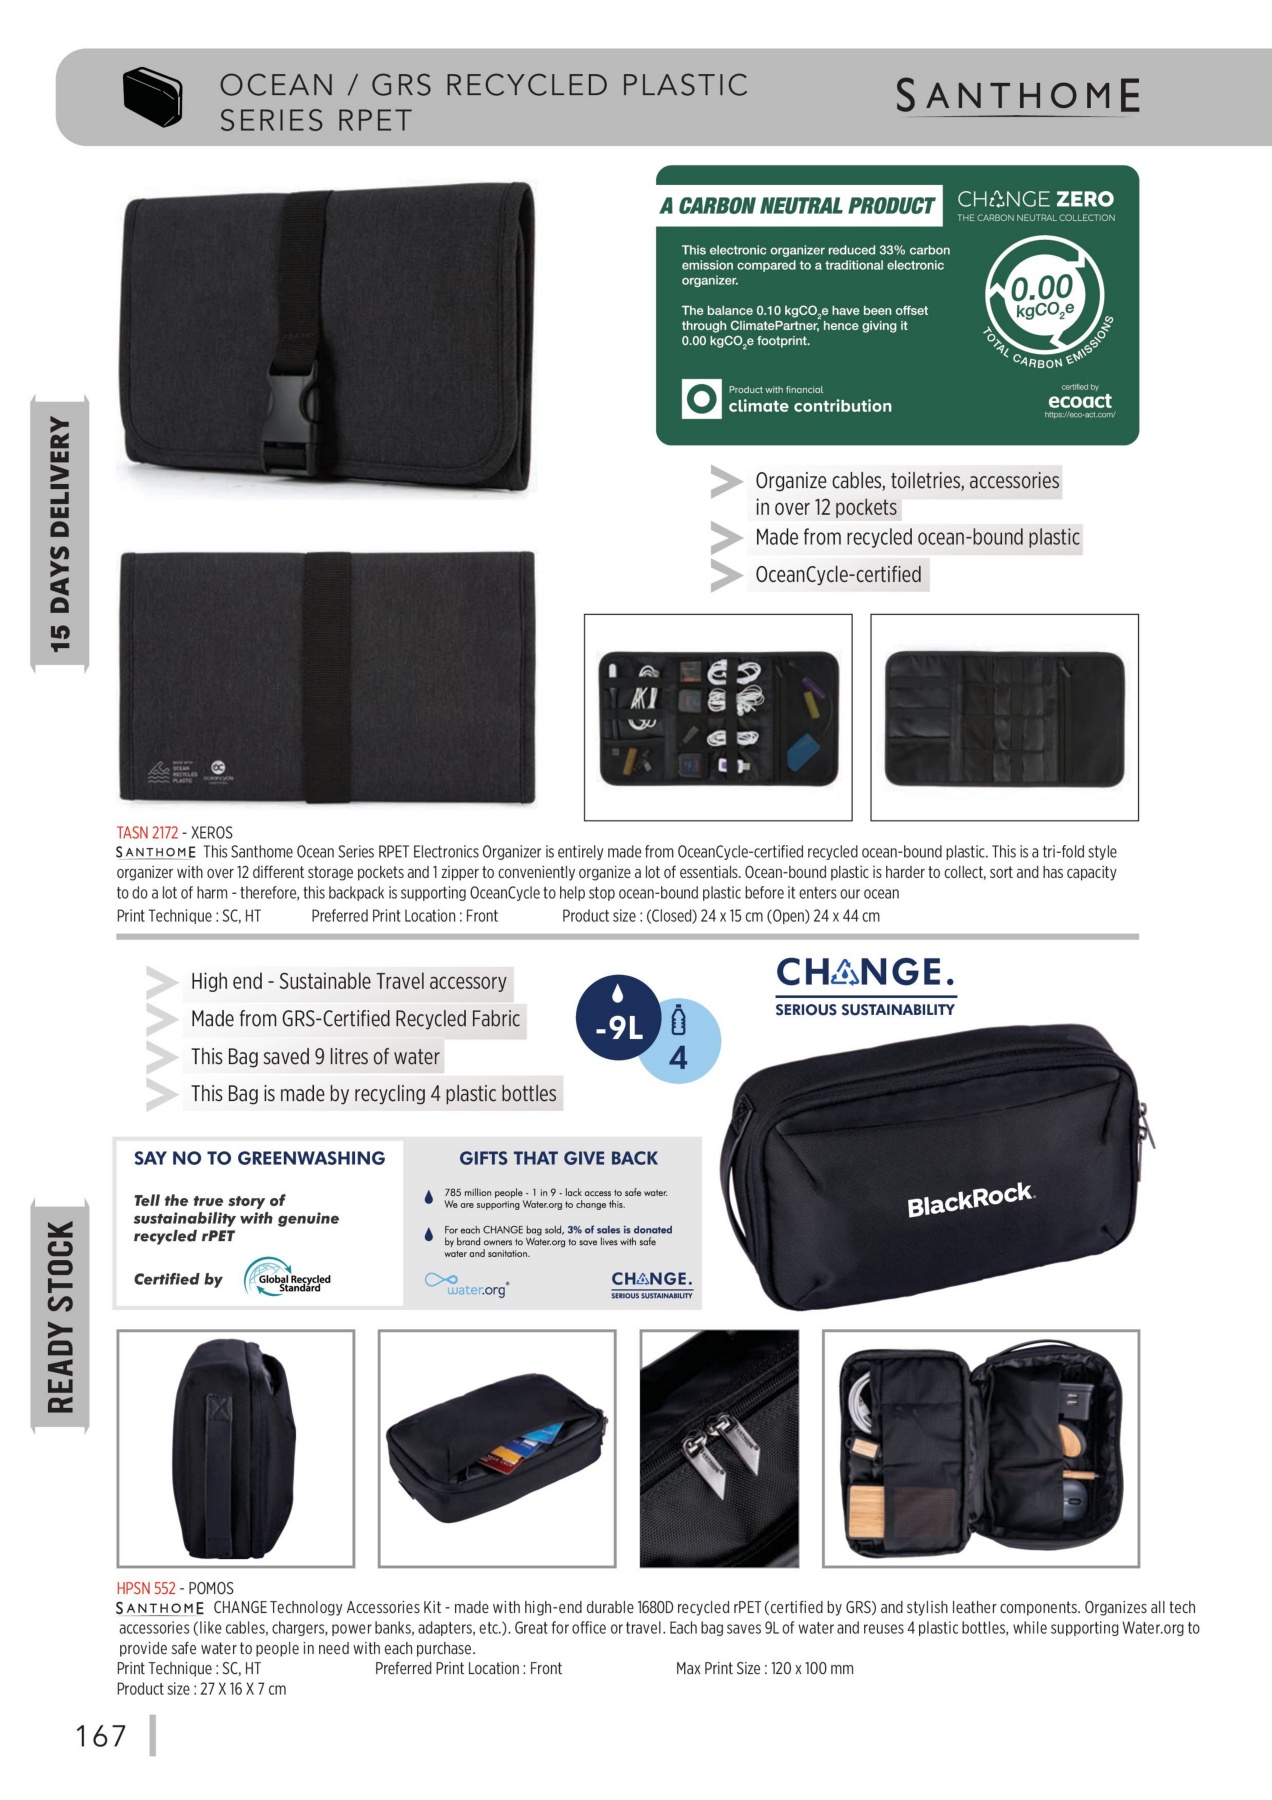 OCEAN / GRS RECYCLED PLASTIC
SERIES RPET
SANTHOME
A CARBON NEUTRAL PRODUCT
CHANGE ZERO
THE CARBON NEUTRAL COLLECTION
This electronic organizer reduced 33% carbon
emission compared to a traditional electronic
organizer.
The balance 0.10 kgCO2e have been offset
through ClimatePartner, hence giving it
0.00 kgCO2e footprint.
0.00
kgCO2e
TOTAL CARBON EMISSIONS
Product with financial
climate contribution
certified by
ecoact
https://eco-act.com/
15 DAYS DELIVERY
Organize cables, toiletries, accessories
in over 12 pockets
Made from recycled ocean-bound plastic
OceanCycle-certified
MADE WITH
OCEAN
RECYCLED
PLASTIC
oceancycle
TASN 2172 - XEROS
SANTHOME This Santhome Ocean Series RPET Electronics Organizer is entirely made from OceanCycle-certified recycled ocean-bound plastic. This is a tri-fold style
organizer with over 12 different storage pockets and 1 zipper to conveniently organize a lot of essentials. Ocean-bound plastic is harder to collect, sort and has capacity
to do a lot of harm - therefore, this backpack is supporting OceanCycle to help stop ocean-bound plastic before it enters our ocean
Print Technique : SC, HT Preferred Print Location : Front Product size : (Closed) 24 x 15 cm (Open) 24 x 44 cm
High end - Sustainable Travel accessory
Made from GRS-Certified Recycled Fabric
This Bag saved 9 litres of water
This Bag is made by recycling 4 plastic bottles
-9L
4
CHANGE.
SERIOUS SUSTAINABILITY
BlackRock.
SAY NO TO GREENWASHING
Tell the true story of
sustainability with genuine
recycled rPET
Certified by
Global Recycled
Standard
GIFTS THAT GIVE BACK
785 million people - 1 in 9 - lack access to safe water.
We are supporting Water.org to change this.
For each CHANGE bag sold, 3% of sales is donated
by brand owners to Water.org to save lives with safe
water and sanitation.
water.org®
CHANGE.
SERIOUS SUSTAINABILITY
READY STOCK
HPSN 552 - POMOS
SANTHOME CHANGE Technology Accessories Kit - made with high-end durable 1680D recycled rPET (certified by GRS) and stylish leather components. Organizes all tech
accessories (like cables, chargers, power banks, adapters, etc.). Great for office or travel. Each bag saves 9L of water and reuses 4 plastic bottles, while supporting Water.org to
provide safe water to people in need with each purchase.
Print Technique : SC, HT Preferred Print Location : Front Max Print Size : 120 x 100 mm
Product size : 27 X 16 X 7 cm
167